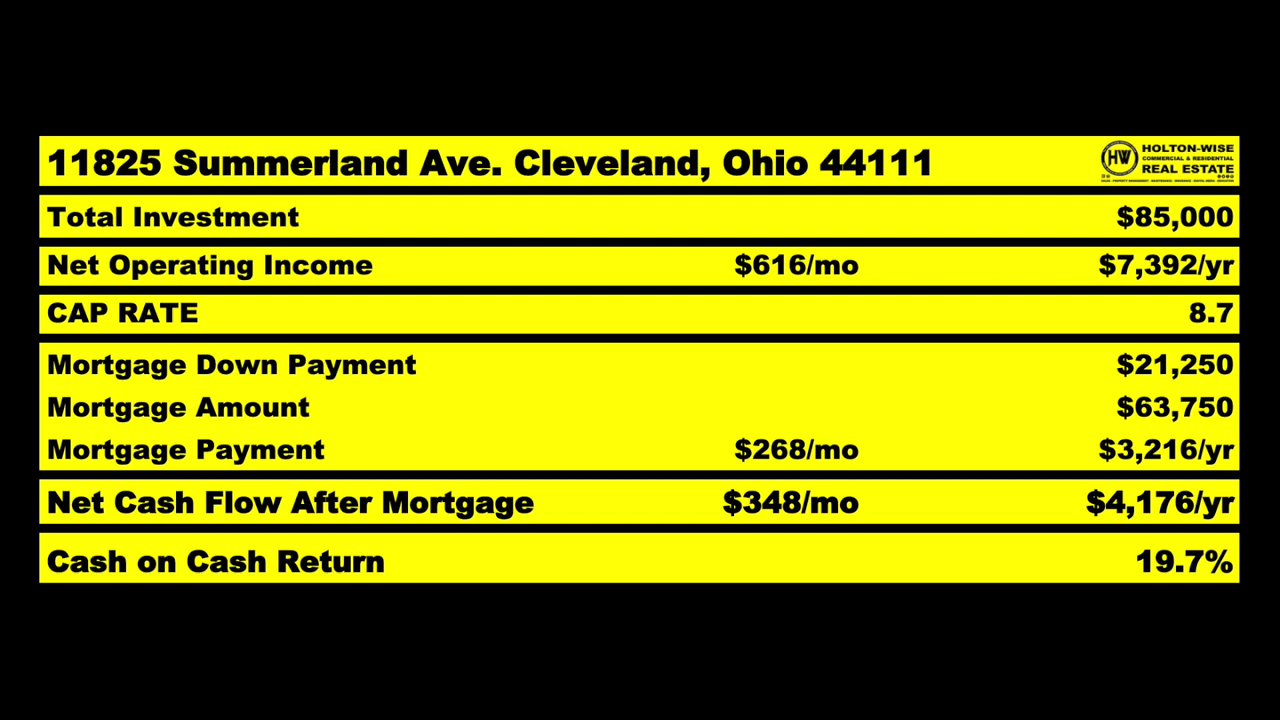 11825 Summerland Ave. Cleveland, Ohio 44111
HW
HOLTON-WISE
COMMERCIAL & RESIDENTIAL
REAL ESTATE
Total Investment $85,000
Net Operating Income $616/mo $7,392/yr
CAP RATE 8.7
Mortgage Down Payment $21,250
Mortgage Amount $63,750
Mortgage Payment $268/mo $3,216/yr
Net Cash Flow After Mortgage $348/mo $4,176/yr
Cash on Cash Return 19.7%